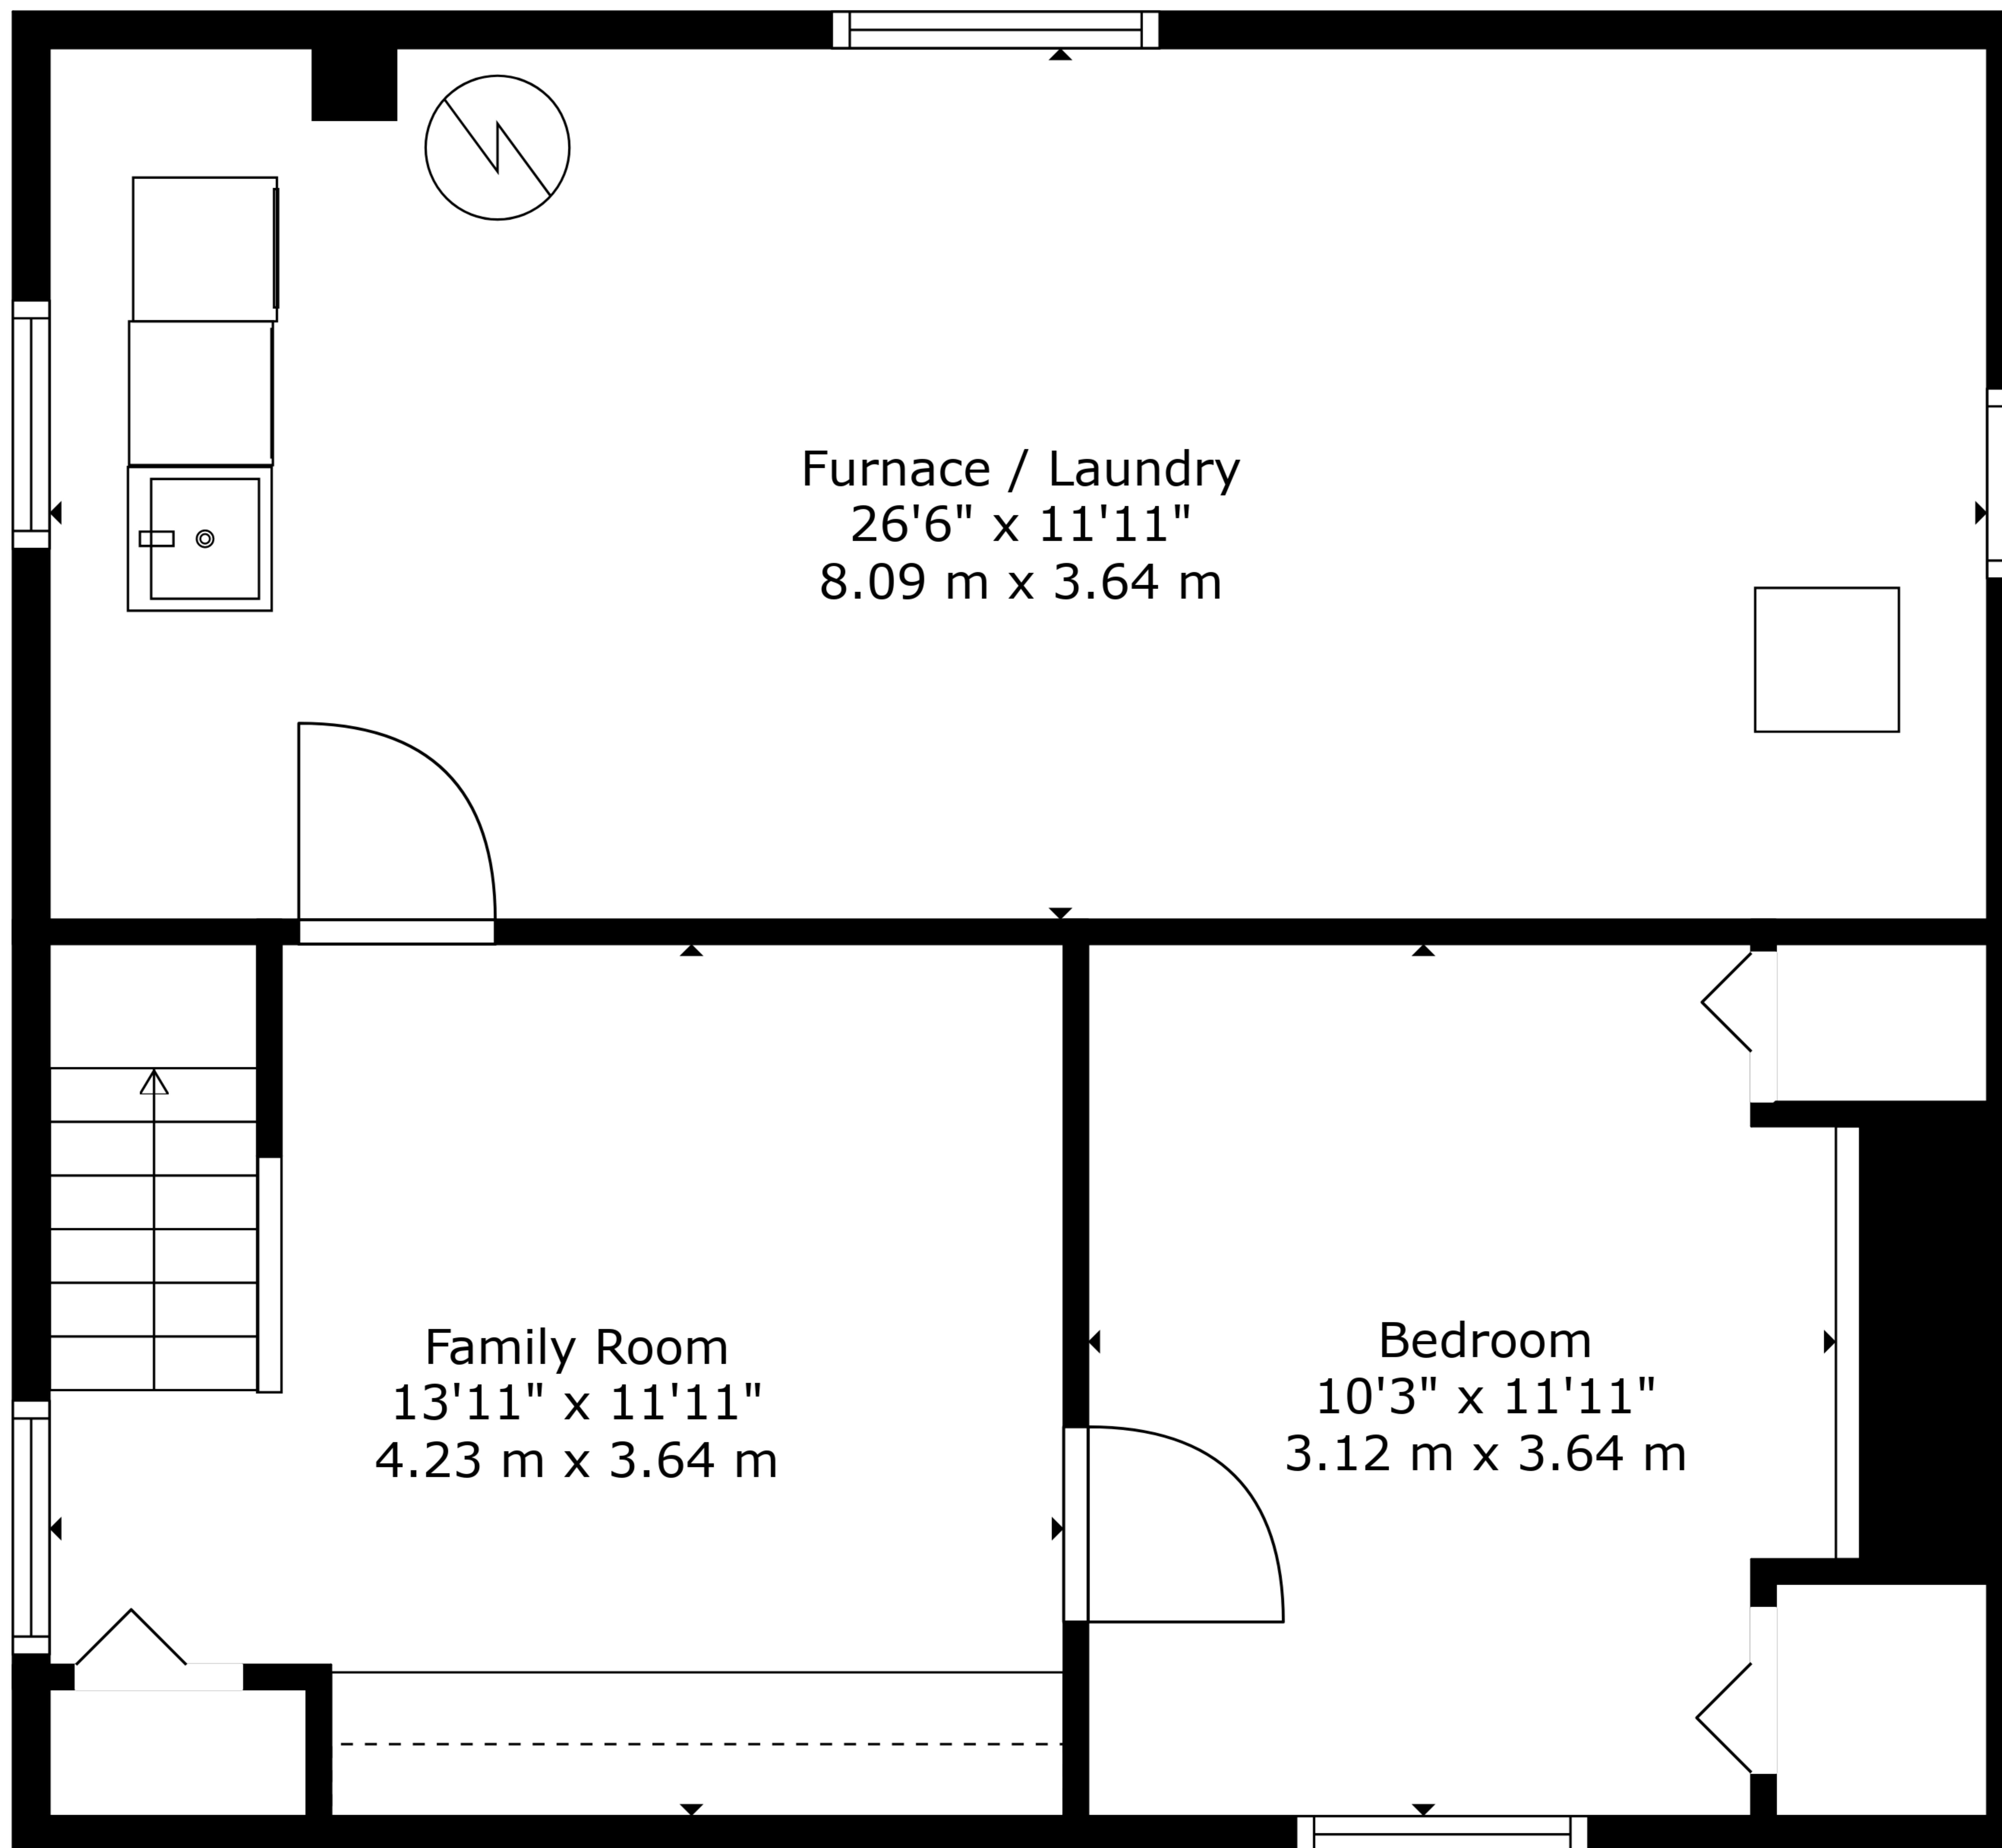 Furnace / Laundry
26'6" x 11'11"
8.09 m x 3.64 m
Family Room
13'11" x 11'11"
4.23 m x 3.64 m
Bedroom
10'3" x 11'11"
3.12 m x 3.64 m